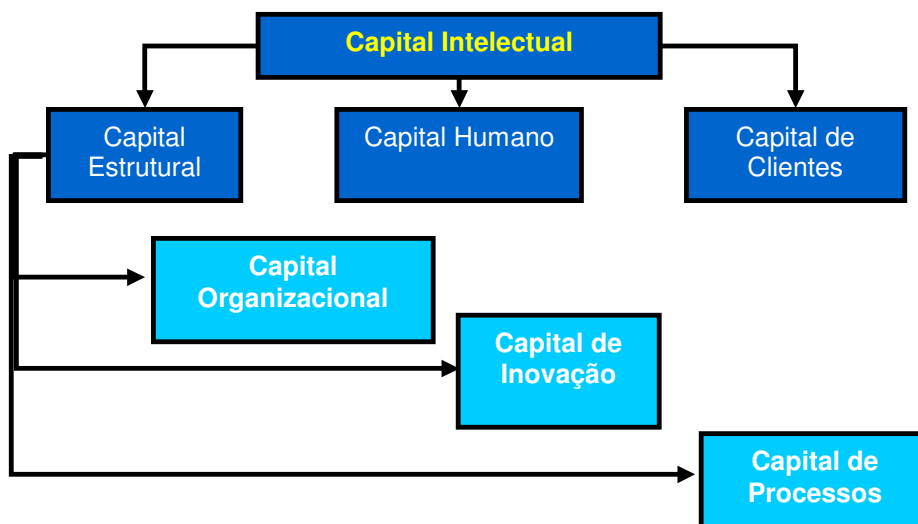 Capital Intelectual
Capital
Estrutural
Capital Humano
Capital de
Clientes
Capital
Organizacional
Capital de
Inovação
Capital de
Processos